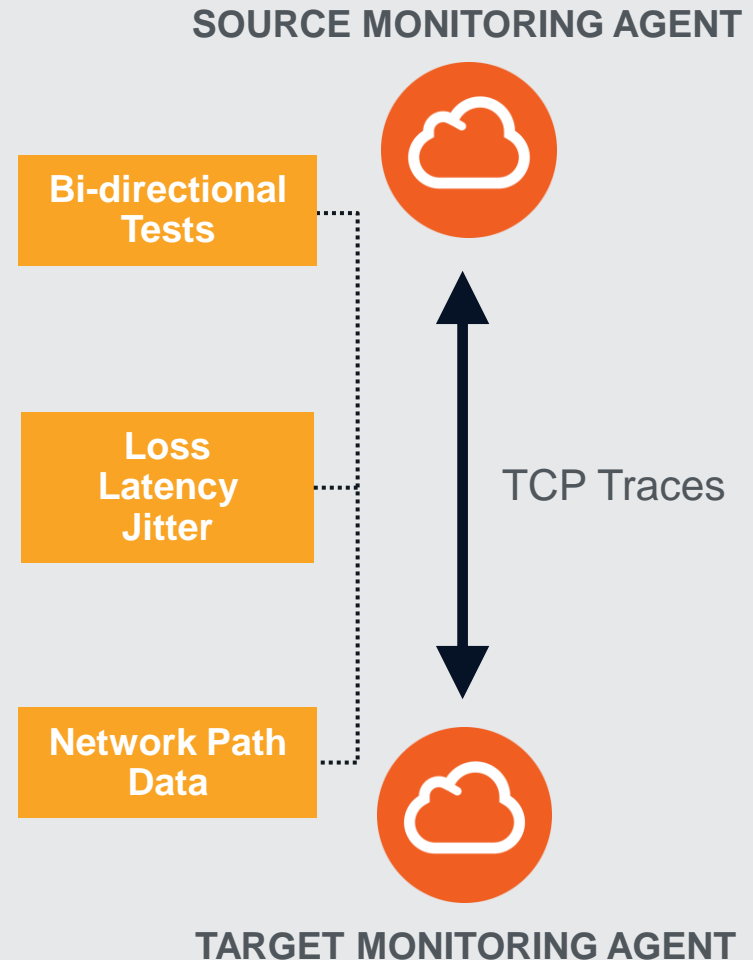 SOURCE MONITORING AGENT
Bi-directional
Tests
Loss
Latency
Jitter
TCP Traces
Network Path
Data
TARGET MONITORING AGENT